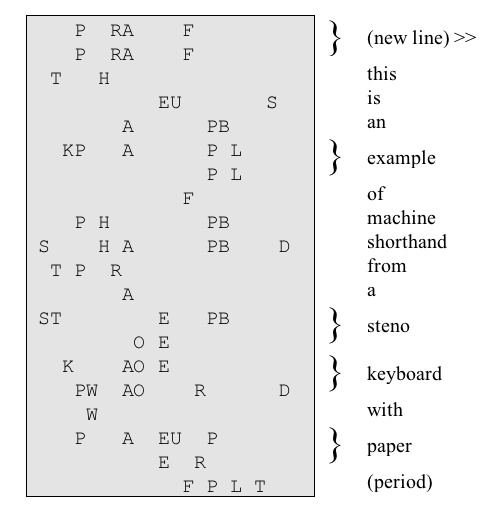 P RA F
P RA F } (new line) >>
T H this
EU S is
A PB an
KP A P L
P L } example
F of
P H PB machine
S H A PB D shorthand
T P R from
A a
ST E PB
O E } steno
K AO E
PW AO R D } keyboard
W with
P A EU P
E R } paper
F P L T (period)